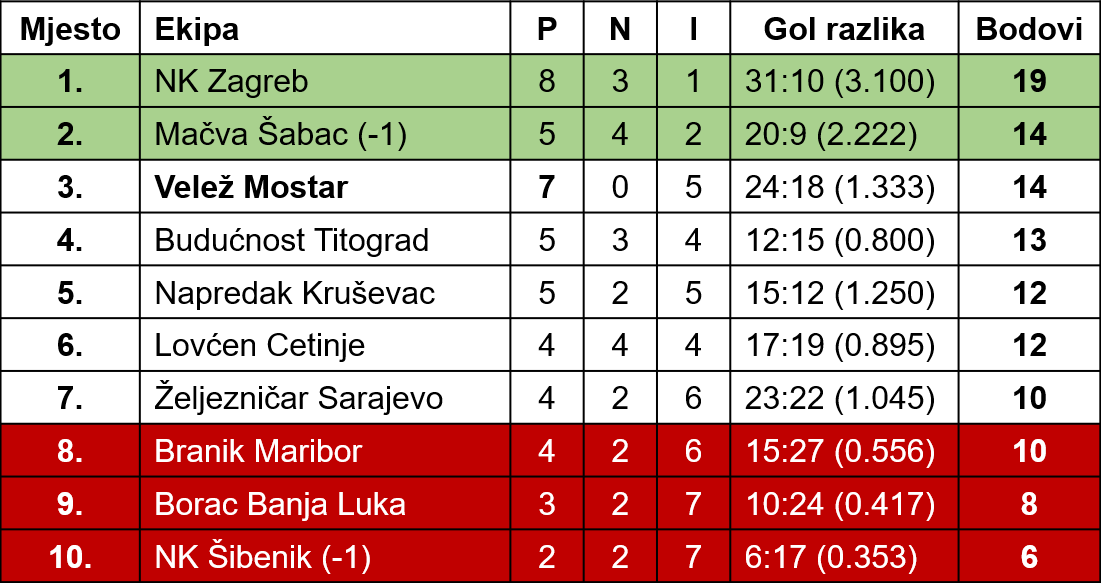 Mjesto Ekipa P N I Gol razlika Bodovi
1. NK Zagreb 8 3 1 31:10 (3.100) 19
2. Mačva Šabac (-1) 5 4 2 20:9 (2.222) 14
3. Velež Mostar 7 0 5 24:18 (1.333) 14
4. Budućnost Titograd 5 3 4 12:15 (0.800) 13
5. Napredak Kruševac 5 2 5 15:12 (1.250) 12
6. Lovćen Cetinje 4 4 4 17:19 (0.895) 12
7. Željezničar Sarajevo 4 2 6 23:22 (1.045) 10
8. Branik Maribor 4 2 6 15:27 (0.556) 10
9. Borac Banja Luka 3 2 7 10:24 (0.417) 8
10. NK Šibenik (-1) 2 2 7 6:17 (0.353) 6